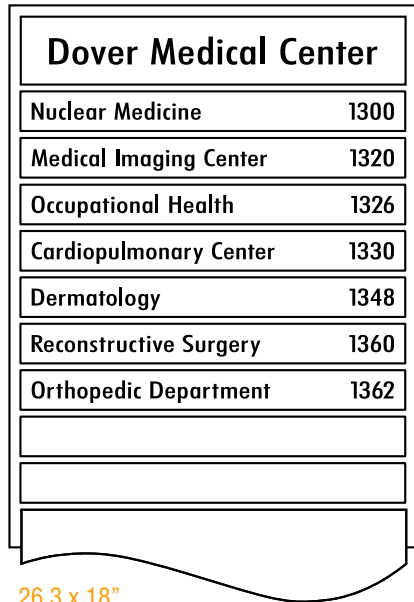 Dover Medical Center
Nuclear Medicine 1300
Medical Imaging Center 1320
Occupational Health 1326
Cardiopulmonary Center 1330
Dermatology 1348
Reconstructive Surgery 1360
Orthopedic Department 1362
26.3 x 18”